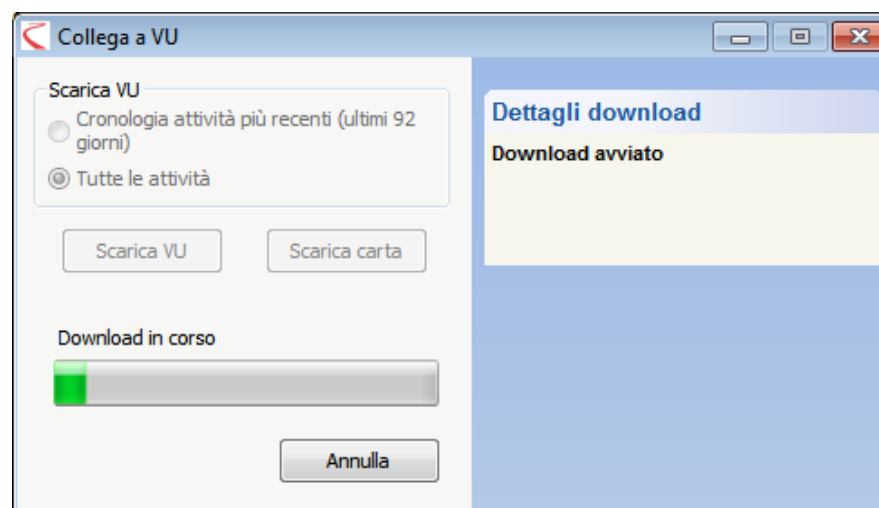 Collega a VU
Scarica VU
Cronologia attività più recenti (ultimi 92
giorni)
Tutte le attività
Scarica VU
Scarica carta
Download in corso
Annulla
Dettagli download
Download avviato